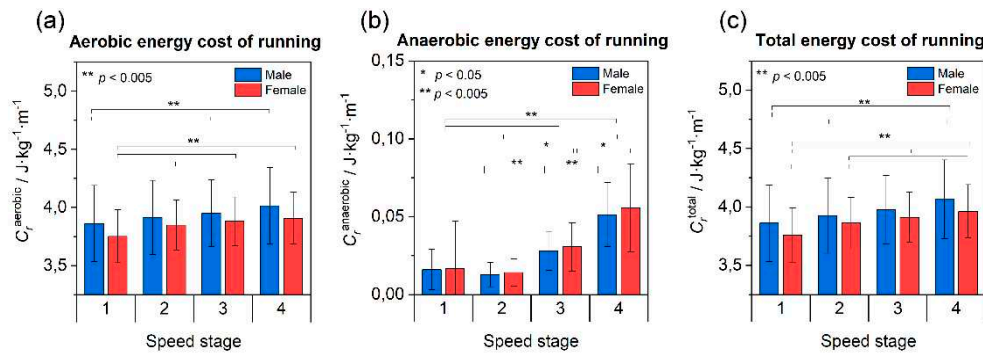 (a)
Aerobic energy cost of running
** p < 0.005
Male
Female
**
**
5,0
4,5
4,0
3,5
C_r^aerobic / J·kg⁻¹·m⁻¹
1 2 3 4
Speed stage
(b)
Anaerobic energy cost of running
* p < 0.05
** p < 0.005
Male
Female
**
* *
** **
0,15
0,10
0,05
0,00
C_r^anaerobic / J·kg⁻¹·m⁻¹
1 2 3 4
Speed stage
(c)
Total energy cost of running
** p < 0.005
Male
Female
**
**
5,0
4,5
4,0
3,5
C_r^total / J·kg⁻¹·m⁻¹
1 2 3 4
Speed stage